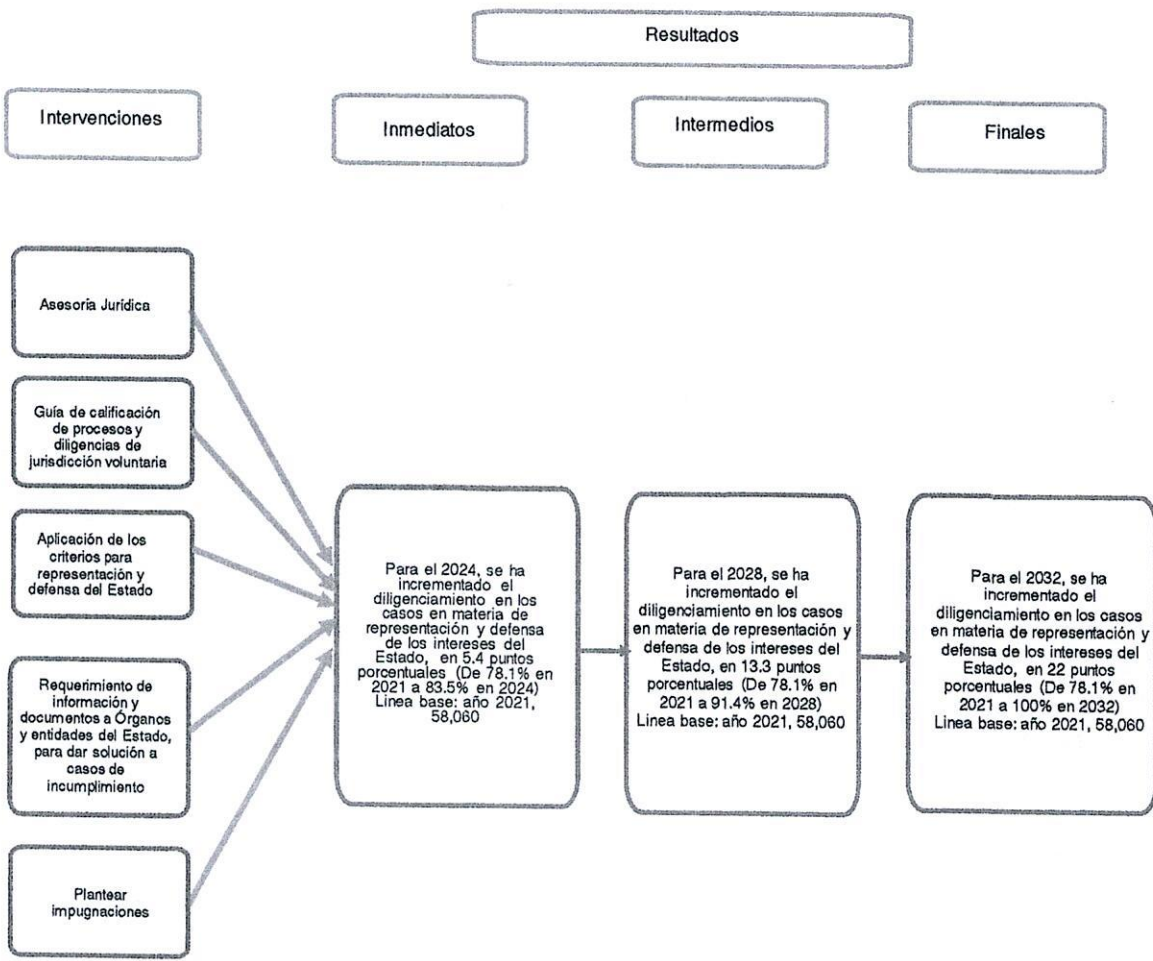 Resultados
Intervenciones
Inmediatos
Intermedios
Finales
Asesoría Jurídica
Guía de calificación
de procesos y
diligencias de
jurisdicción voluntaria
Aplicación de los
criterios para
representación y
defensa del Estado
Requerimiento de
información y
documentos a Órganos
y entidades del Estado,
para dar solución a
casos de
incumplimiento
Plantear
impugnaciones
Para el 2024, se ha
incrementado el
diligenciamiento en los
casos en materia de
representación y defensa
de los intereses del
Estado, en 5.4 puntos
porcentuales (De 78.1% en
2021 a 83.5% en 2024)
Linea base: año 2021,
58,060
Para el 2028, se ha
incrementado el
diligenciamiento en los casos
en materia de representación y
defensa de los intereses del
Estado, en 13.3 puntos
porcentuales (De 78.1% en
2021 a 91.4% en 2028)
Linea base: año 2021, 58,060
Para el 2032, se ha
incrementado el
diligenciamiento en los casos
en materia de representación y
defensa de los intereses del
Estado, en 22 puntos
porcentuales (De 78.1% en
2021 a 100% en 2032)
Linea base: año 2021, 58,060